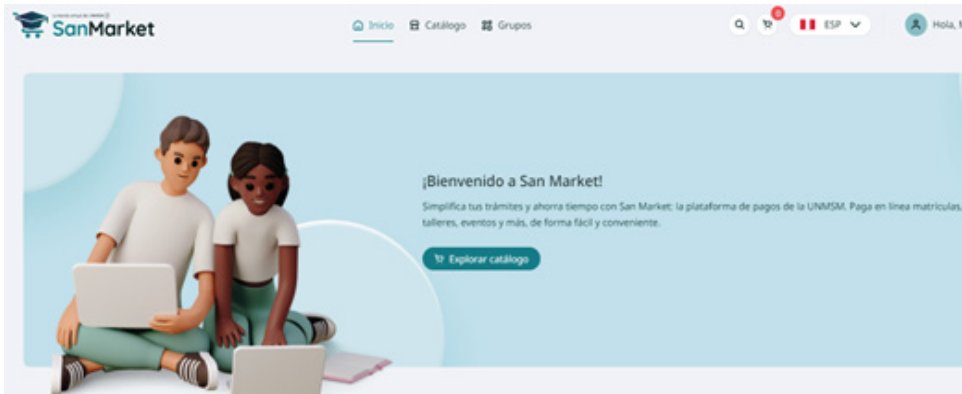 SanMarket
Inicio
Catálogo
Grupos
0
ESP
Hola,
¡Bienvenido a San Market!
Simplifica tus trámites y ahorra tiempo con San Market: la plataforma de pagos de la UNMSM. Paga en línea matrículas,
talleres, eventos y más, de forma fácil y conveniente.
Explorar catálogo